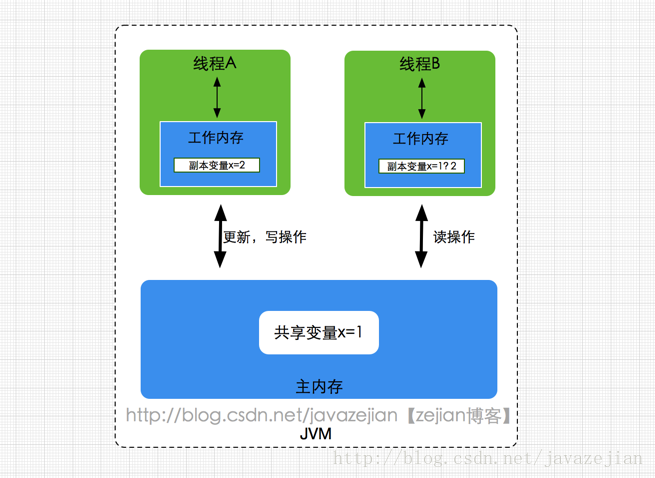 线程A
线程B
工作内存
工作内存
副本变量x=2
副本变量x=1?2
更新，写操作
读操作
共享变量x=1
主内存
http://blog.csdn.net/javazejian【zejian博客】
JVM
http://blog.csdn.net/javazejian